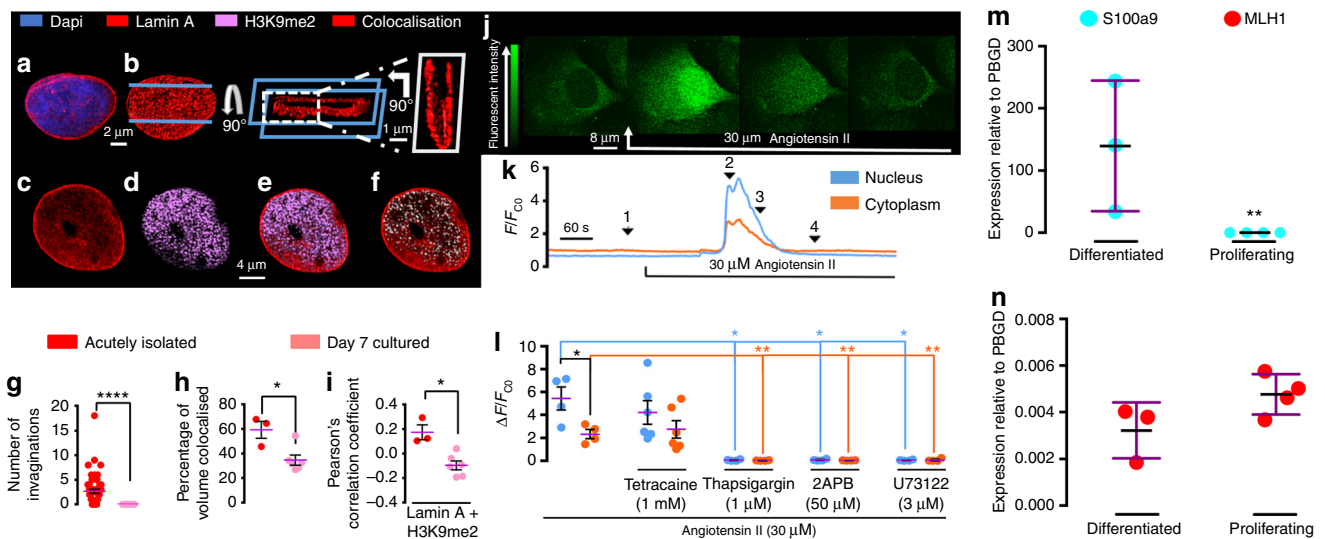 Dapi Lamin A H3K9me2 Colocalisation
a
b
90°
2 μm
90°
1 μm
c
d
e
f
4 μm
Acutely isolated Day 7 cultured
g
Number of
invaginations
20
15
10
5
0
****
h
Percentage of
volume colocalised
80
60
40
20
0
*
i
Pearson's
correlation coefficient
0.4
0.2
0.0
−0.2
−0.4
*
Lamin A +
H3K9me2
j
Fluorescent intensity
8 μm
30 μm Angiotensin II
k
F/FC0
6
4
2
0
60 s
1
2
3
4
Nucleus
Cytoplasm
30 μM Angiotensin II
l
ΔF/FC0
10
8
6
4
2
0
*
* * *
** ** **
Tetracaine Thapsigargin 2APB U73122
(1 mM) (1 μM) (50 μM) (3 μM)
Angiotensin II (30 μM)
m
S100a9 MLH1
Expression relative to PBGD
300
200
100
0
**
Differentiated Proliferating
n
Expression relative to PBGD
0.008
0.006
0.004
0.002
0.000
Differentiated Proliferating